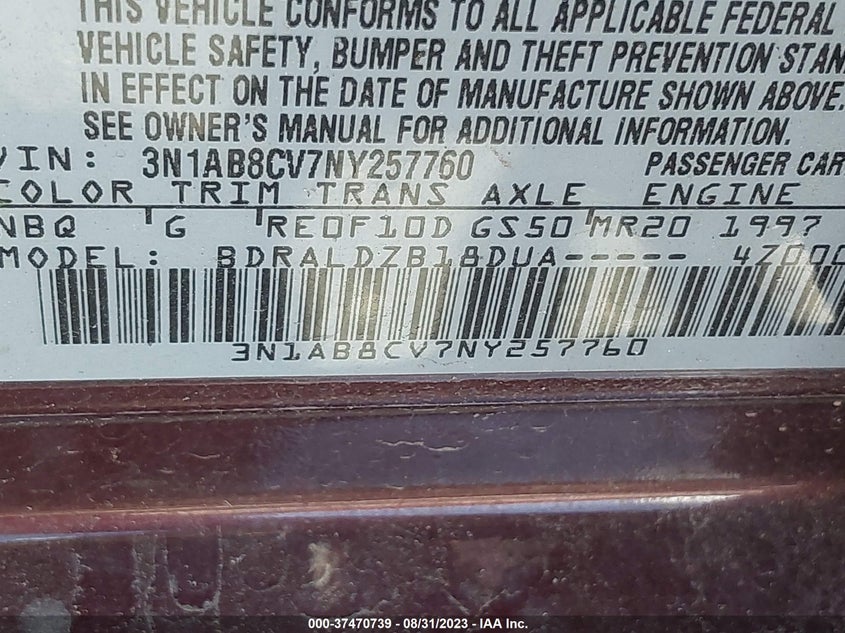 THIS VEHICLE CONFORMS TO ALL APPLICABLE FEDERAL
VEHICLE SAFETY, BUMPER AND THEFT PREVENTION STAN
IN EFFECT ON THE DATE OF MANUFACTURE SHOWN ABOVE.
SEE OWNER'S MANUAL FOR ADDITIONAL INFORMATION.
VIN: 3N1AB8CV7NY257760 PASSENGER CAR
COLOR TRIM TRANS AXLE ENGINE
NBQ 'G 'RE0F10D GS50 'MR20 1997
MODEL: BDRALDZB18DUA----- 4Z000
3N1AB8CV7NY257760
000-37470739 - 08/31/2023 - IAA Inc.